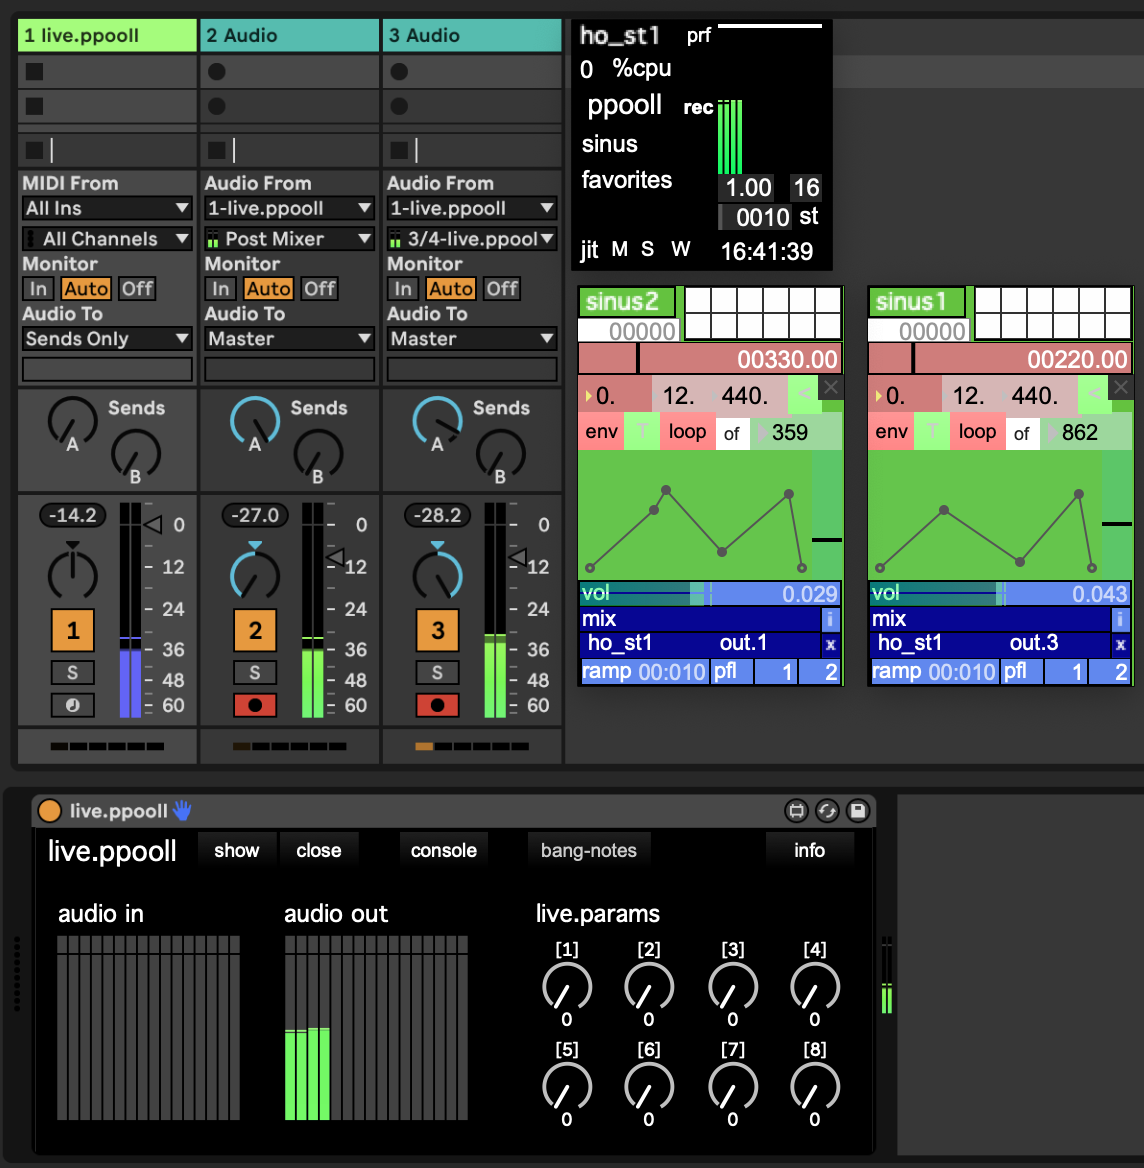 1 live.ppooll
2 Audio
3 Audio
MIDI From
All Ins
All Channels
Monitor
In Auto Off
Audio To
Sends Only
Audio From
1-live.ppooll
Post Mixer
Monitor
In Auto Off
Audio To
Master
Audio From
1-live.ppooll
3/4-live.ppool
Monitor
In Auto Off
Audio To
Master
Sends
A
B
Sends
A
B
Sends
A
B
-14.2
0
12
24
36
48
60
1
S
-27.0
0
12
24
36
48
60
2
S
-28.2
0
12
24
36
48
60
3
S
ho_st1 prf
0 %cpu
ppooll rec
sinus
favorites
1.00 16
0010 st
jit M S W 16:41:39
sinus2
00000
00330.00
0. 12. 440. <
env T loop of 359
vol 0.029
mix i
ho_st1 out.1 x
ramp 00:010 pfl 1 2
sinus1
00000
00220.00
0. 12. 440. <
env T loop of 862
vol 0.043
mix i
ho_st1 out.3 x
ramp 00:010 pfl 1 2
live.ppooll
live.ppooll show close console bang-notes info
audio in
audio out
live.params
[1] [2] [3] [4]
0 0 0 0
[5] [6] [7] [8]
0 0 0 0